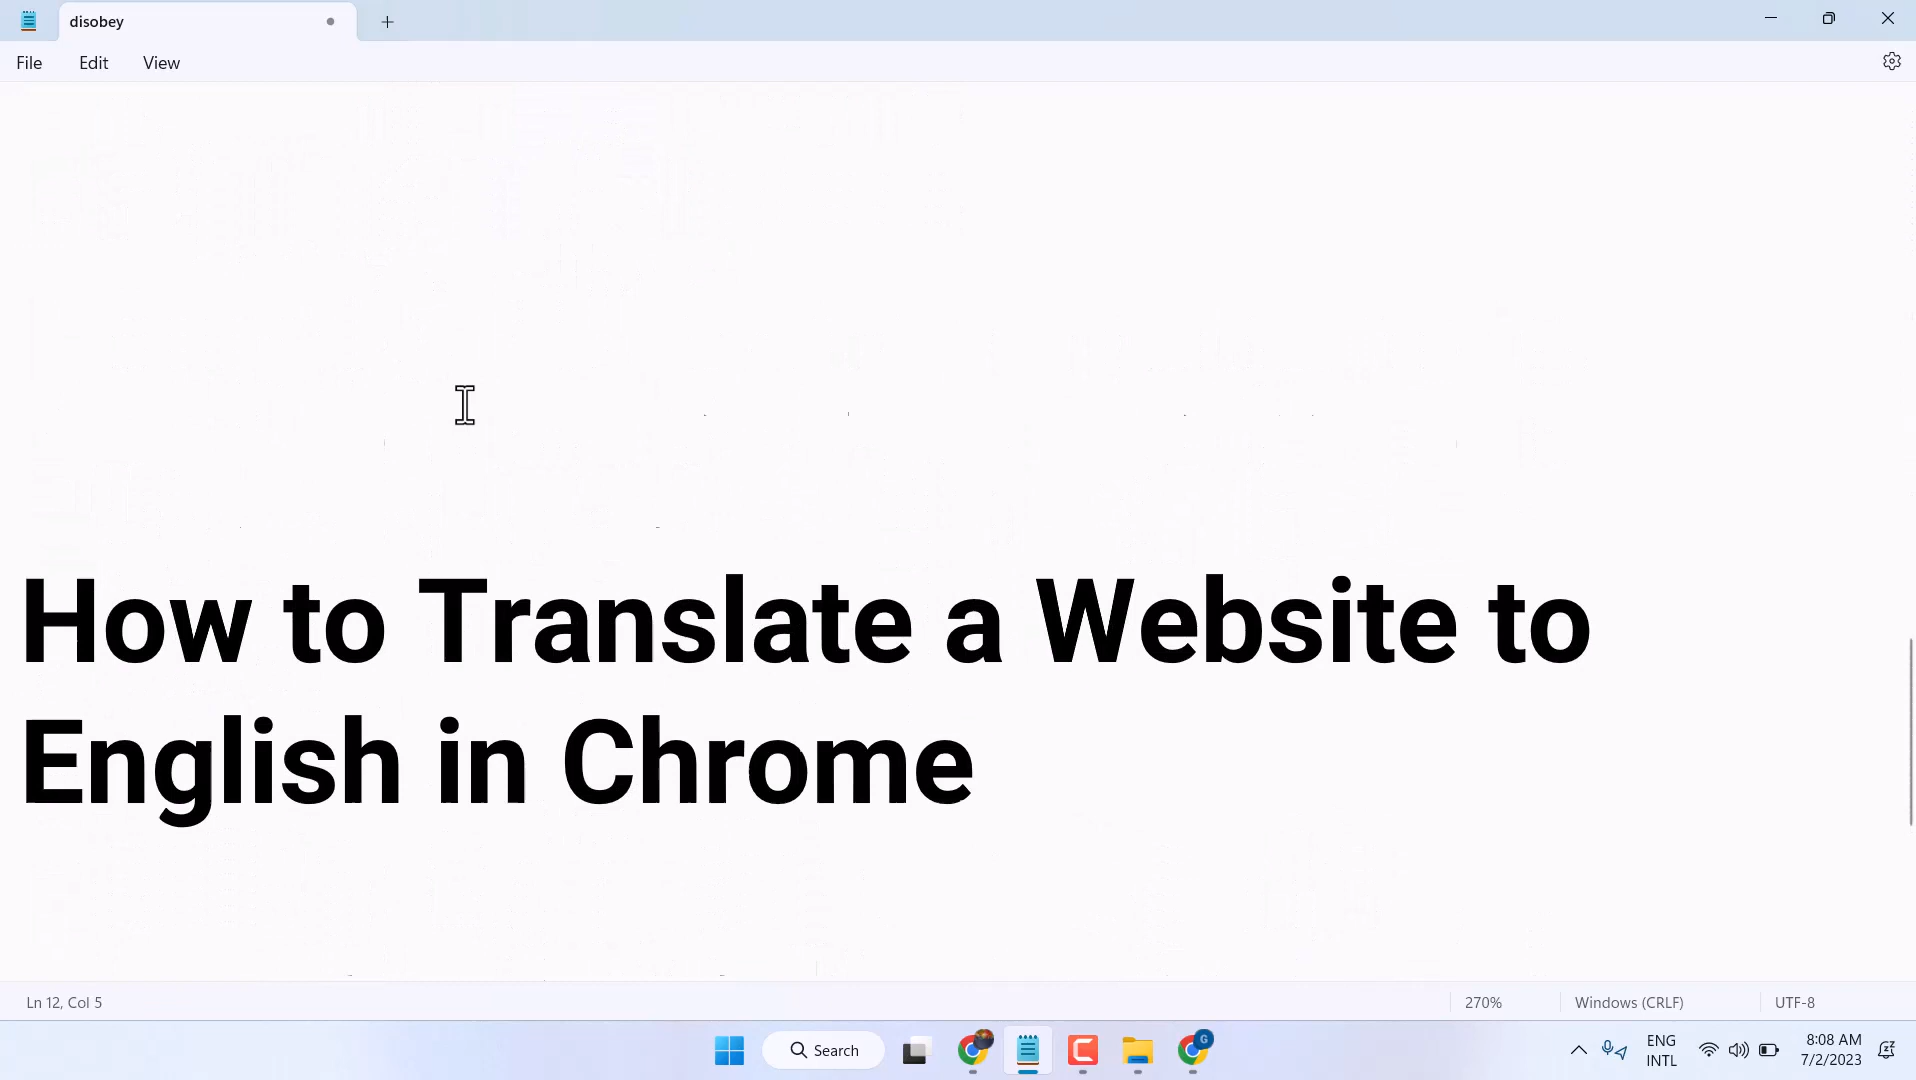 disobey
File Edit View
How to Translate a Website to
English in Chrome
Ln 12, Col 5 270% Windows (CRLF) UTF-8
Search
G
ENG
INTL
8:08 AM
7/2/2023